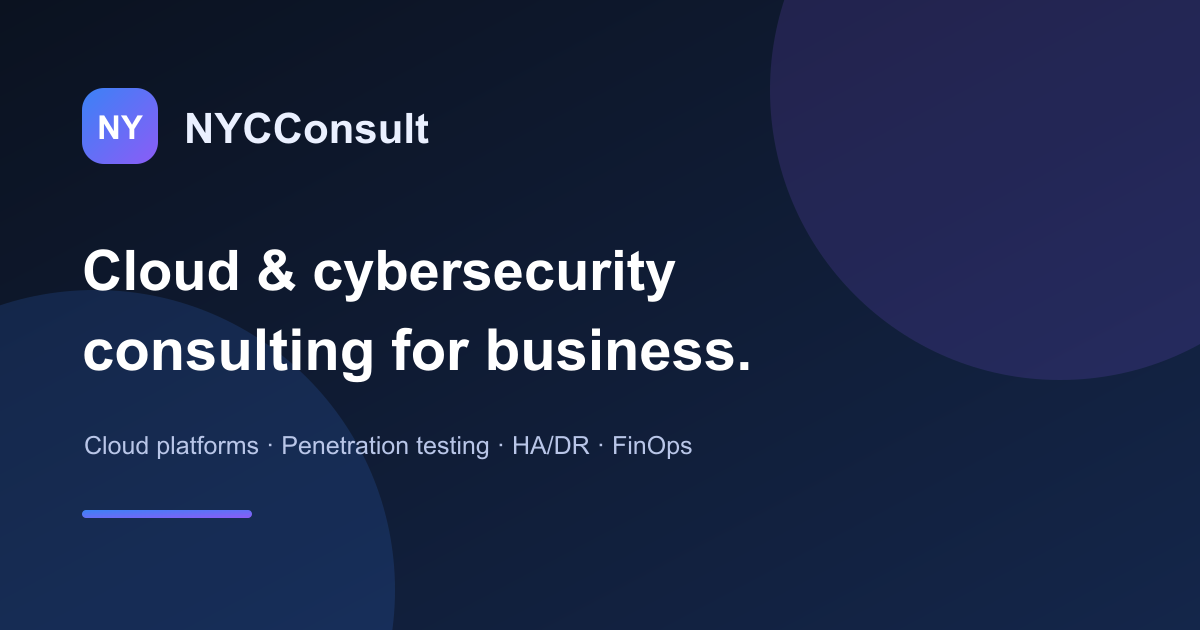 NY
NYCConsult
Cloud & cybersecurity
consulting for business.
Cloud platforms · Penetration testing · HA/DR · FinOps